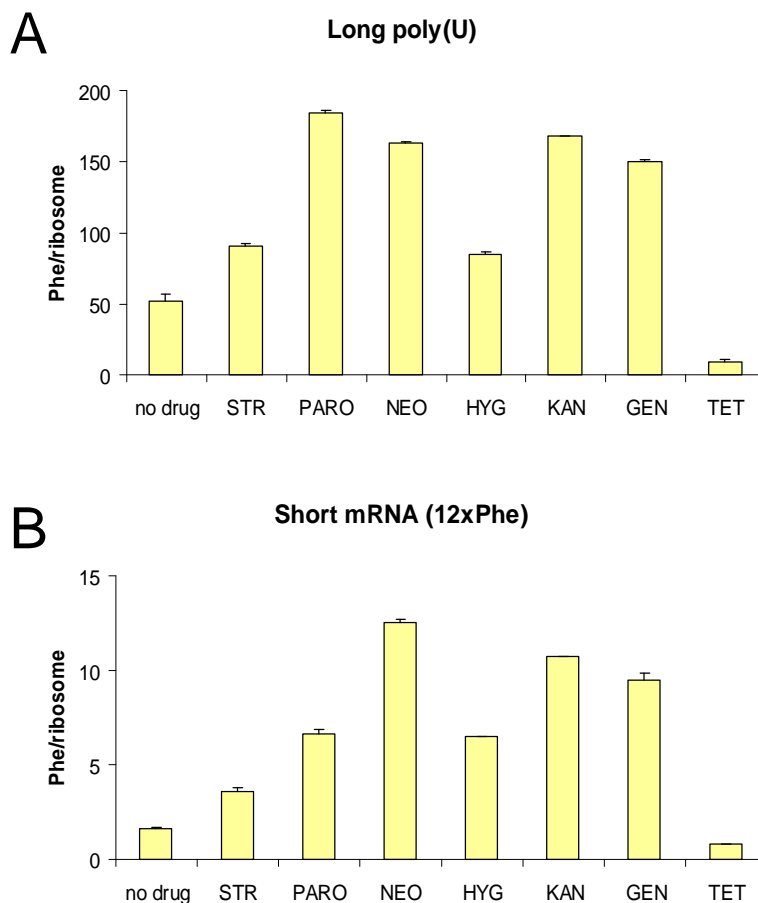 A
Long poly(U)
Phe/ribosome
200
150
100
50
0
no drug STR PARO NEO HYG KAN GEN TET
B
Short mRNA (12xPhe)
Phe/ribosome
15
10
5
0
no drug STR PARO NEO HYG KAN GEN TET